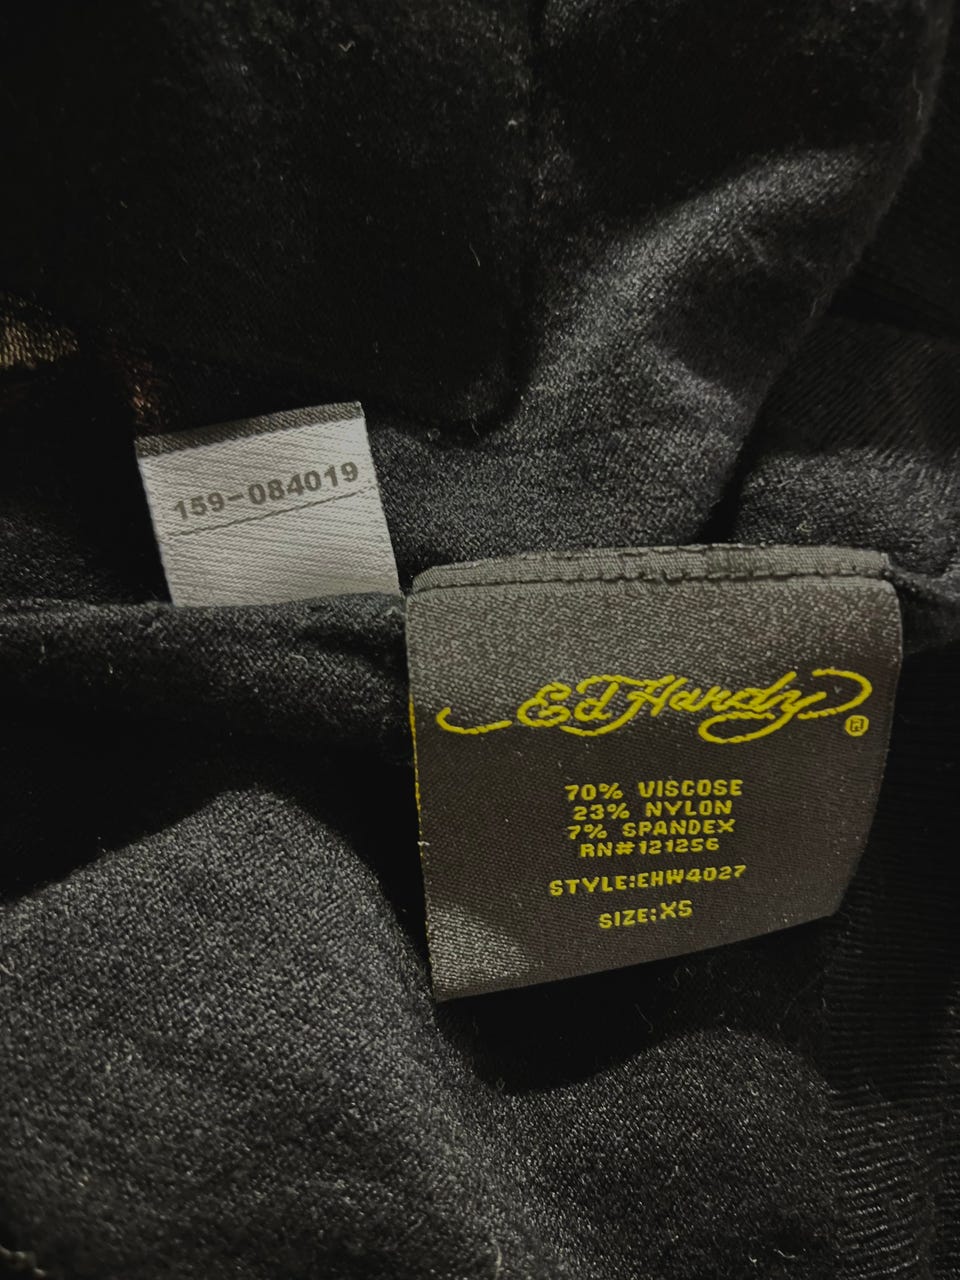 159-084019
Ed Hardy ®
70% VISCOSE
23% NYLON
7% SPANDEX
RN#121256
STYLE:EHW4027
SIZE:XS